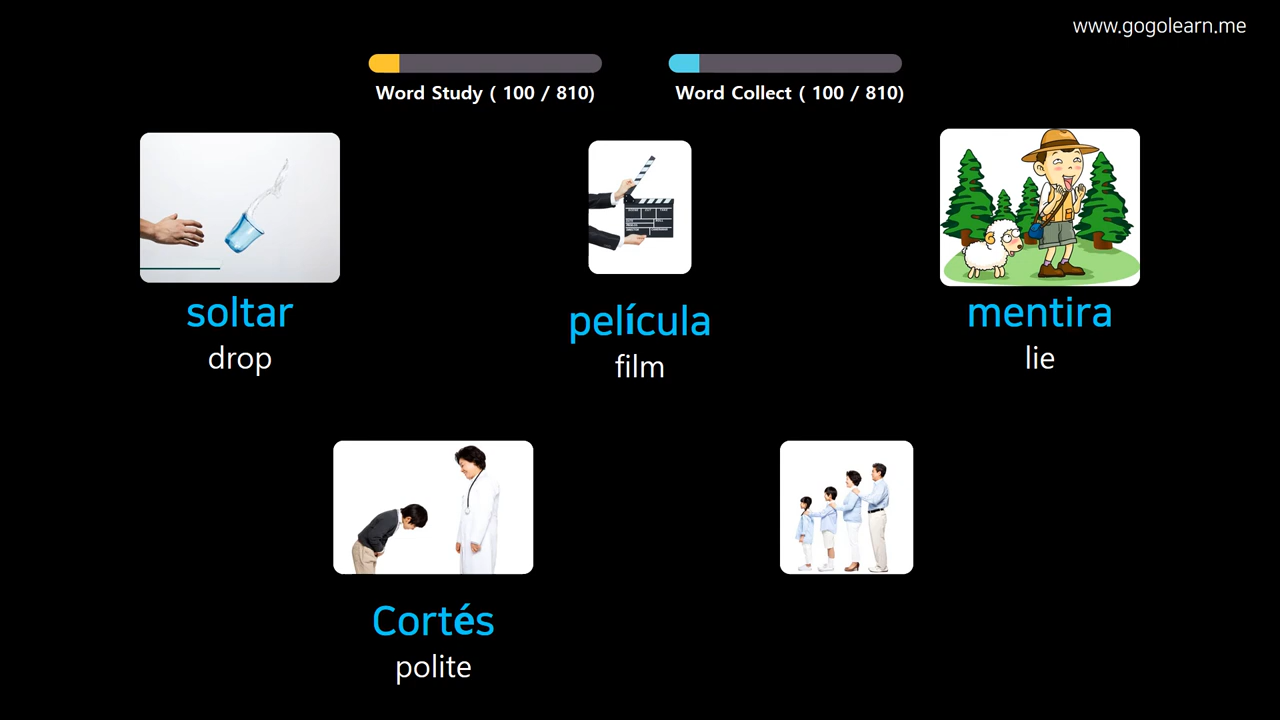 www.gogolearn.me
Word Study ( 100 / 810)
Word Collect ( 100 / 810)
soltar
drop
película
film
mentira
lie
Cortés
polite